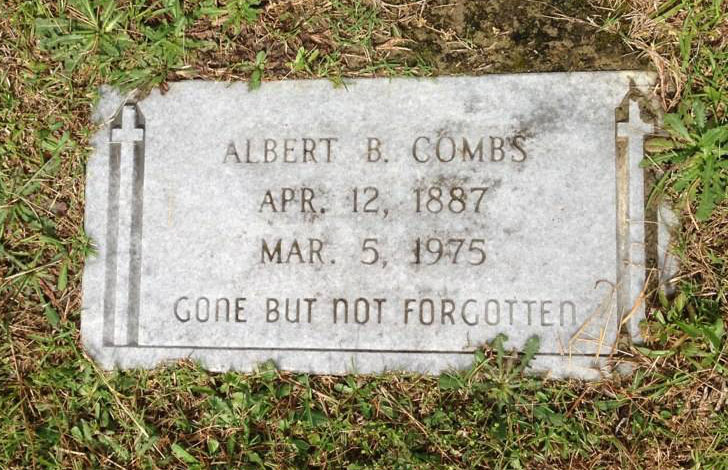 ALBERT B. COMBS
APR. 12, 1887
MAR. 5, 1975
GONE BUT NOT FORGOTTEN